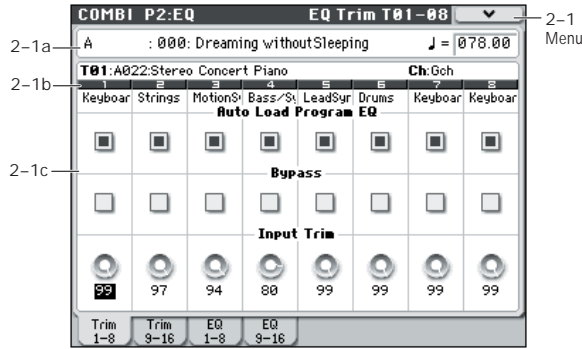 COMBI P2:EQ EQ Trim T01-08
2-1
Menu
2-1a
A :000: Dreaming withoutSleeping ♩= 078.00
T01:A022:Stereo Concert Piano Ch:Gch
2-1b
1 2 3 4 5 6 7 8
Keyboar Strings MotionS Bass/Sy LeadSyr Drums Keyboar Keyboar
Auto Load Program EQ
2-1c
Bypass
Input Trim
99 97 94 80 99 99 99 99
Trim Trim EQ EQ
1-8 9-16 1-8 9-16